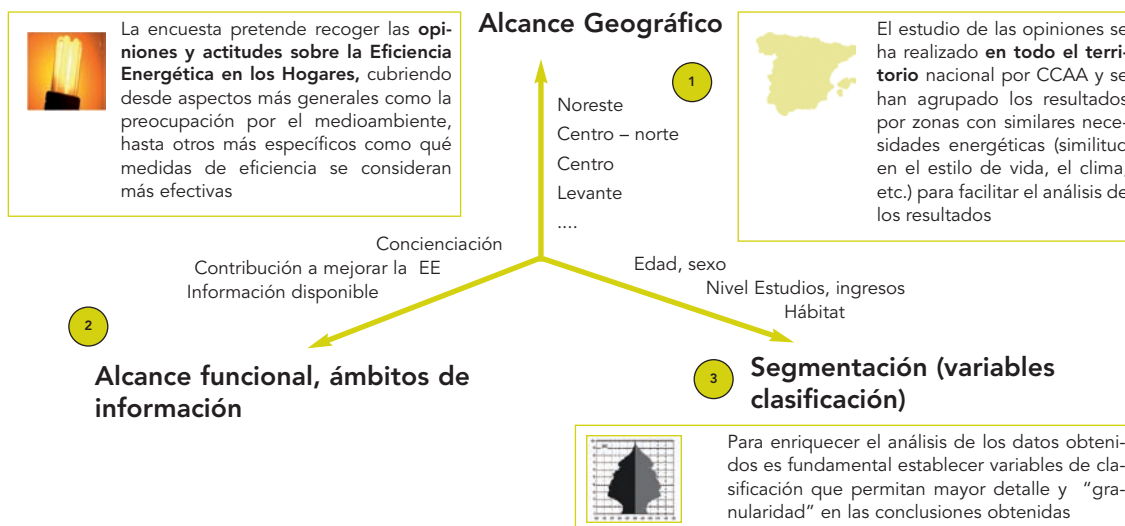 La encuesta pretende recoger las opi-
niones y actitudes sobre la Eficiencia
Energética en los Hogares, cubriendo
desde aspectos más generales como la
preocupación por el medioambiente,
hasta otros más específicos como qué
medidas de eficiencia se consideran
más efectivas
Alcance Geográfico
1
Noreste
Centro – norte
Centro
Levante
....
El estudio de las opiniones se
ha realizado en todo el terri-
torio nacional por CCAA y se
han agrupado los resultados
por zonas con similares nece-
sidades energéticas (similitud
en el estilo de vida, el clima,
etc.) para facilitar el análisis de
los resultados
Concienciación
Contribución a mejorar la EE
Información disponible
2
Alcance funcional, ámbitos de
información
Edad, sexo
Nivel Estudios, ingresos
Hábitat
3
Segmentación (variables
clasificación)
Para enriquecer el análisis de los datos obteni-
dos es fundamental establecer variables de cla-
sificación que permitan mayor detalle y "gra-
nularidad" en las conclusiones obtenidas